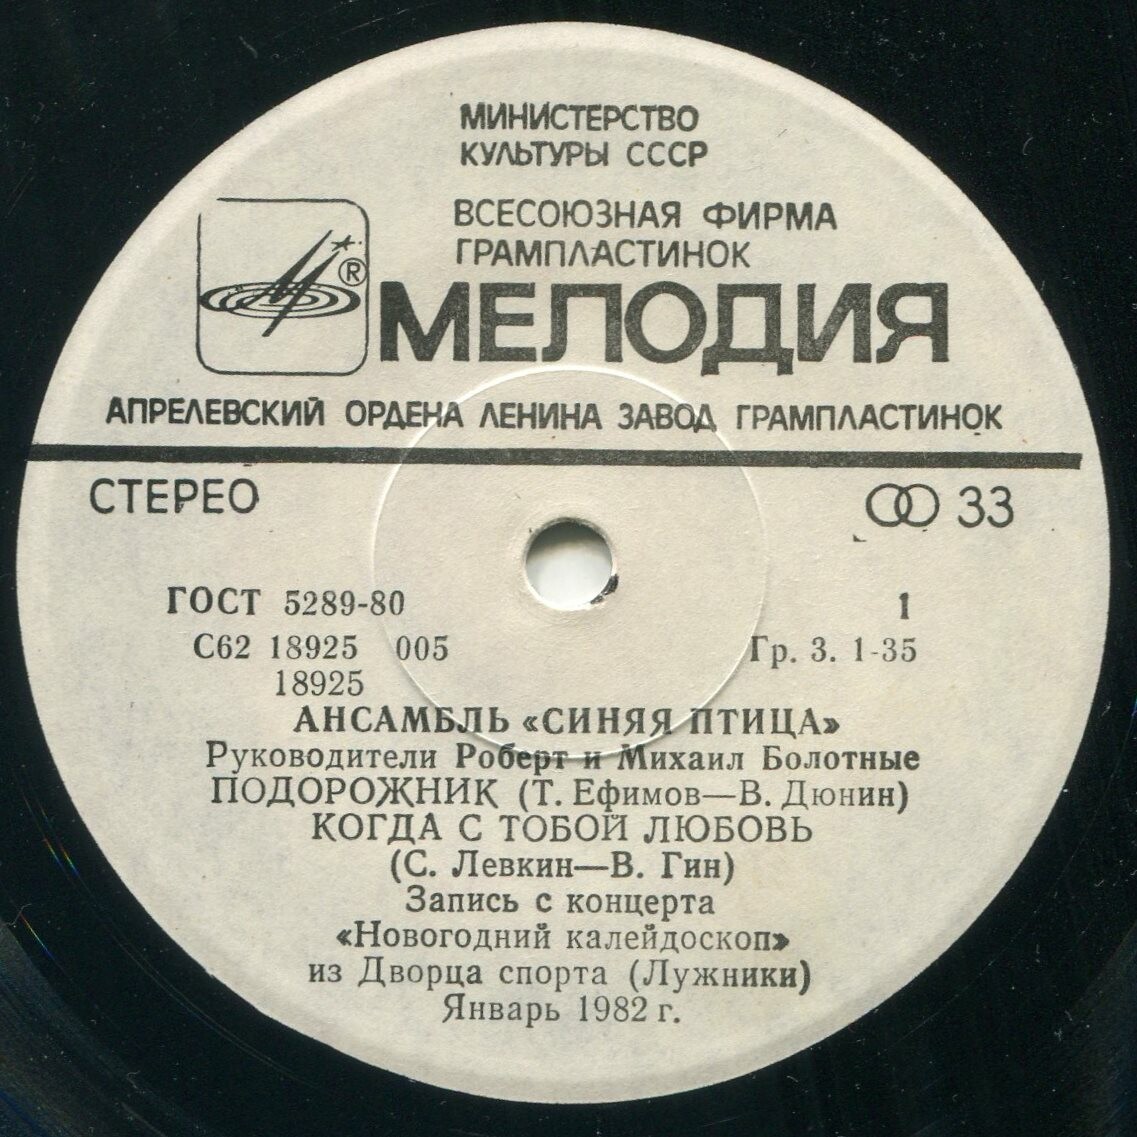 МИНИСТЕРСТВО
КУЛЬТУРЫ СССР
ВСЕСОЮЗНАЯ ФИРМА
ГРАМПЛАСТИНОК
®
МЕЛОДИЯ
АПРЕЛЕВСКИЙ ОРДЕНА ЛЕНИНА ЗАВОД ГРАМПЛАСТИНОК
СТЕРЕО 33
ГОСТ 5289-80 1
С62 18925 005 Гр. 3. 1-35
18925
АНСАМБЛЬ «СИНЯЯ ПТИЦА»
Руководители Роберт и Михаил Болотные
ПОДОРОЖНИК (Т. Ефимов—В. Дюнин)
КОГДА С ТОБОЙ ЛЮБОВЬ
(С. Левкин—В. Гин)
Запись с концерта
«Новогодний калейдоскоп»
из Дворца спорта (Лужники)
Январь 1982 г.